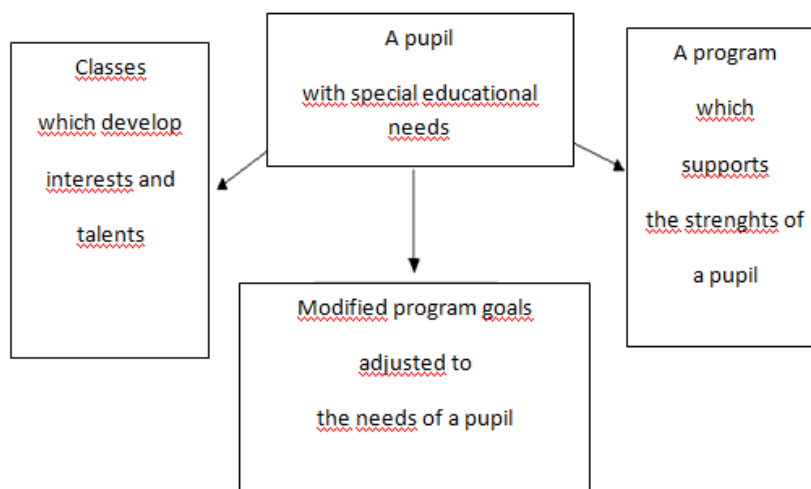 A pupil
with special educational
needs
Classes
which develop
interests and
talents
A program
which
supports
the strenghts of
a pupil
Modified program goals
adjusted to
the needs of a pupil